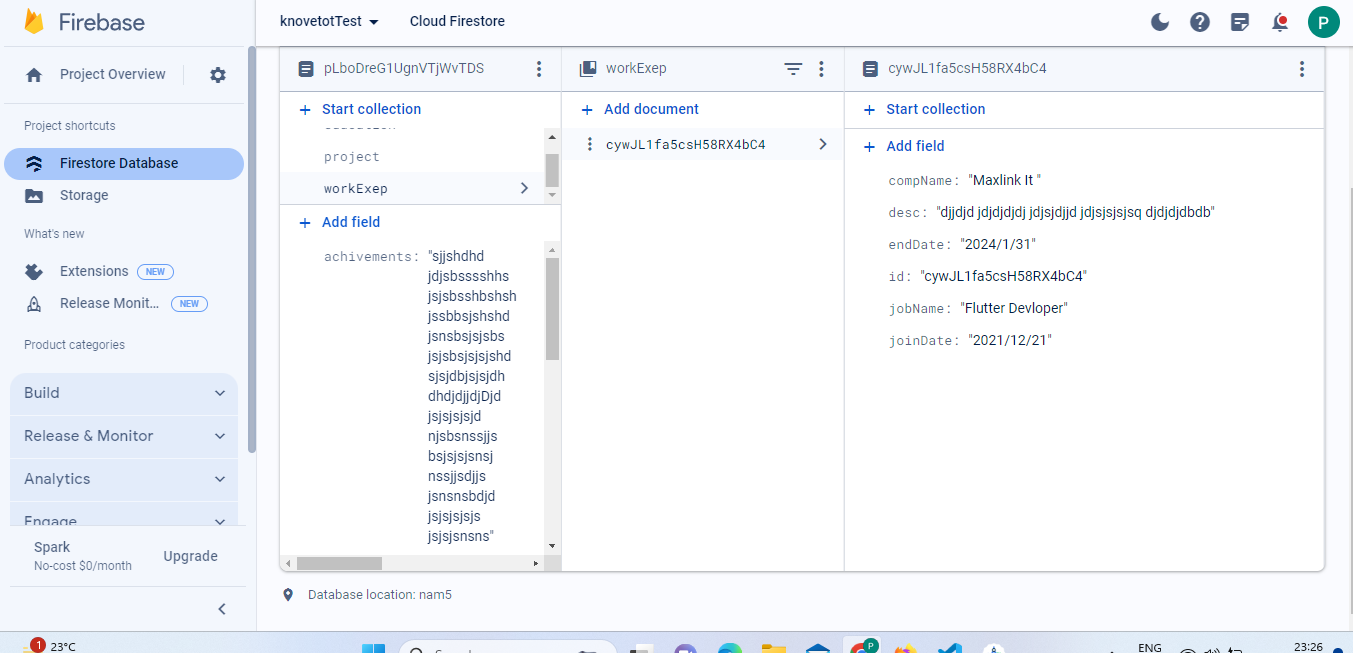 Firebase
knovetotTest
Cloud Firestore
P
Project Overview
Project shortcuts
Firestore Database
Storage
What's new
Extensions
NEW
Release Monit...
NEW
Product categories
Build
Release & Monitor
Analytics
Engage
Spark
No-cost $0/month
Upgrade
pLboDreG1UgnVTjWvTDS
Start collection
project
workExep
Add field
achivements: "sjjshdhd
jdjsbsssshhs
jsjsbsshbshsh
jssbbsjshshd
jsnsbsjsjsbs
jsjsbsjsjsjshd
sjsjdbjsjsjdh
dhdjdjjdjDjd
jsjsjsjsjd
njsbsnssjjs
bsjsjsjsnsj
nssjjsdjjs
jsnsnsbdjd
jsjsjsjsjs
jsjsjsnsns"
workExep
Add document
cywJL1fa5csH58RX4bC4
cywJL1fa5csH58RX4bC4
Start collection
Add field
compName: "Maxlink It "
desc: "djjdjd jdjdjdjdj jdjsjdjjd jdjsjsjsjsq djdjdjdbdb"
endDate: "2024/1/31"
id: "cywJL1fa5csH58RX4bC4"
jobName: "Flutter Devloper"
joinDate: "2021/12/21"
Database location: nam5
1
23°C
P
ENG
23:26